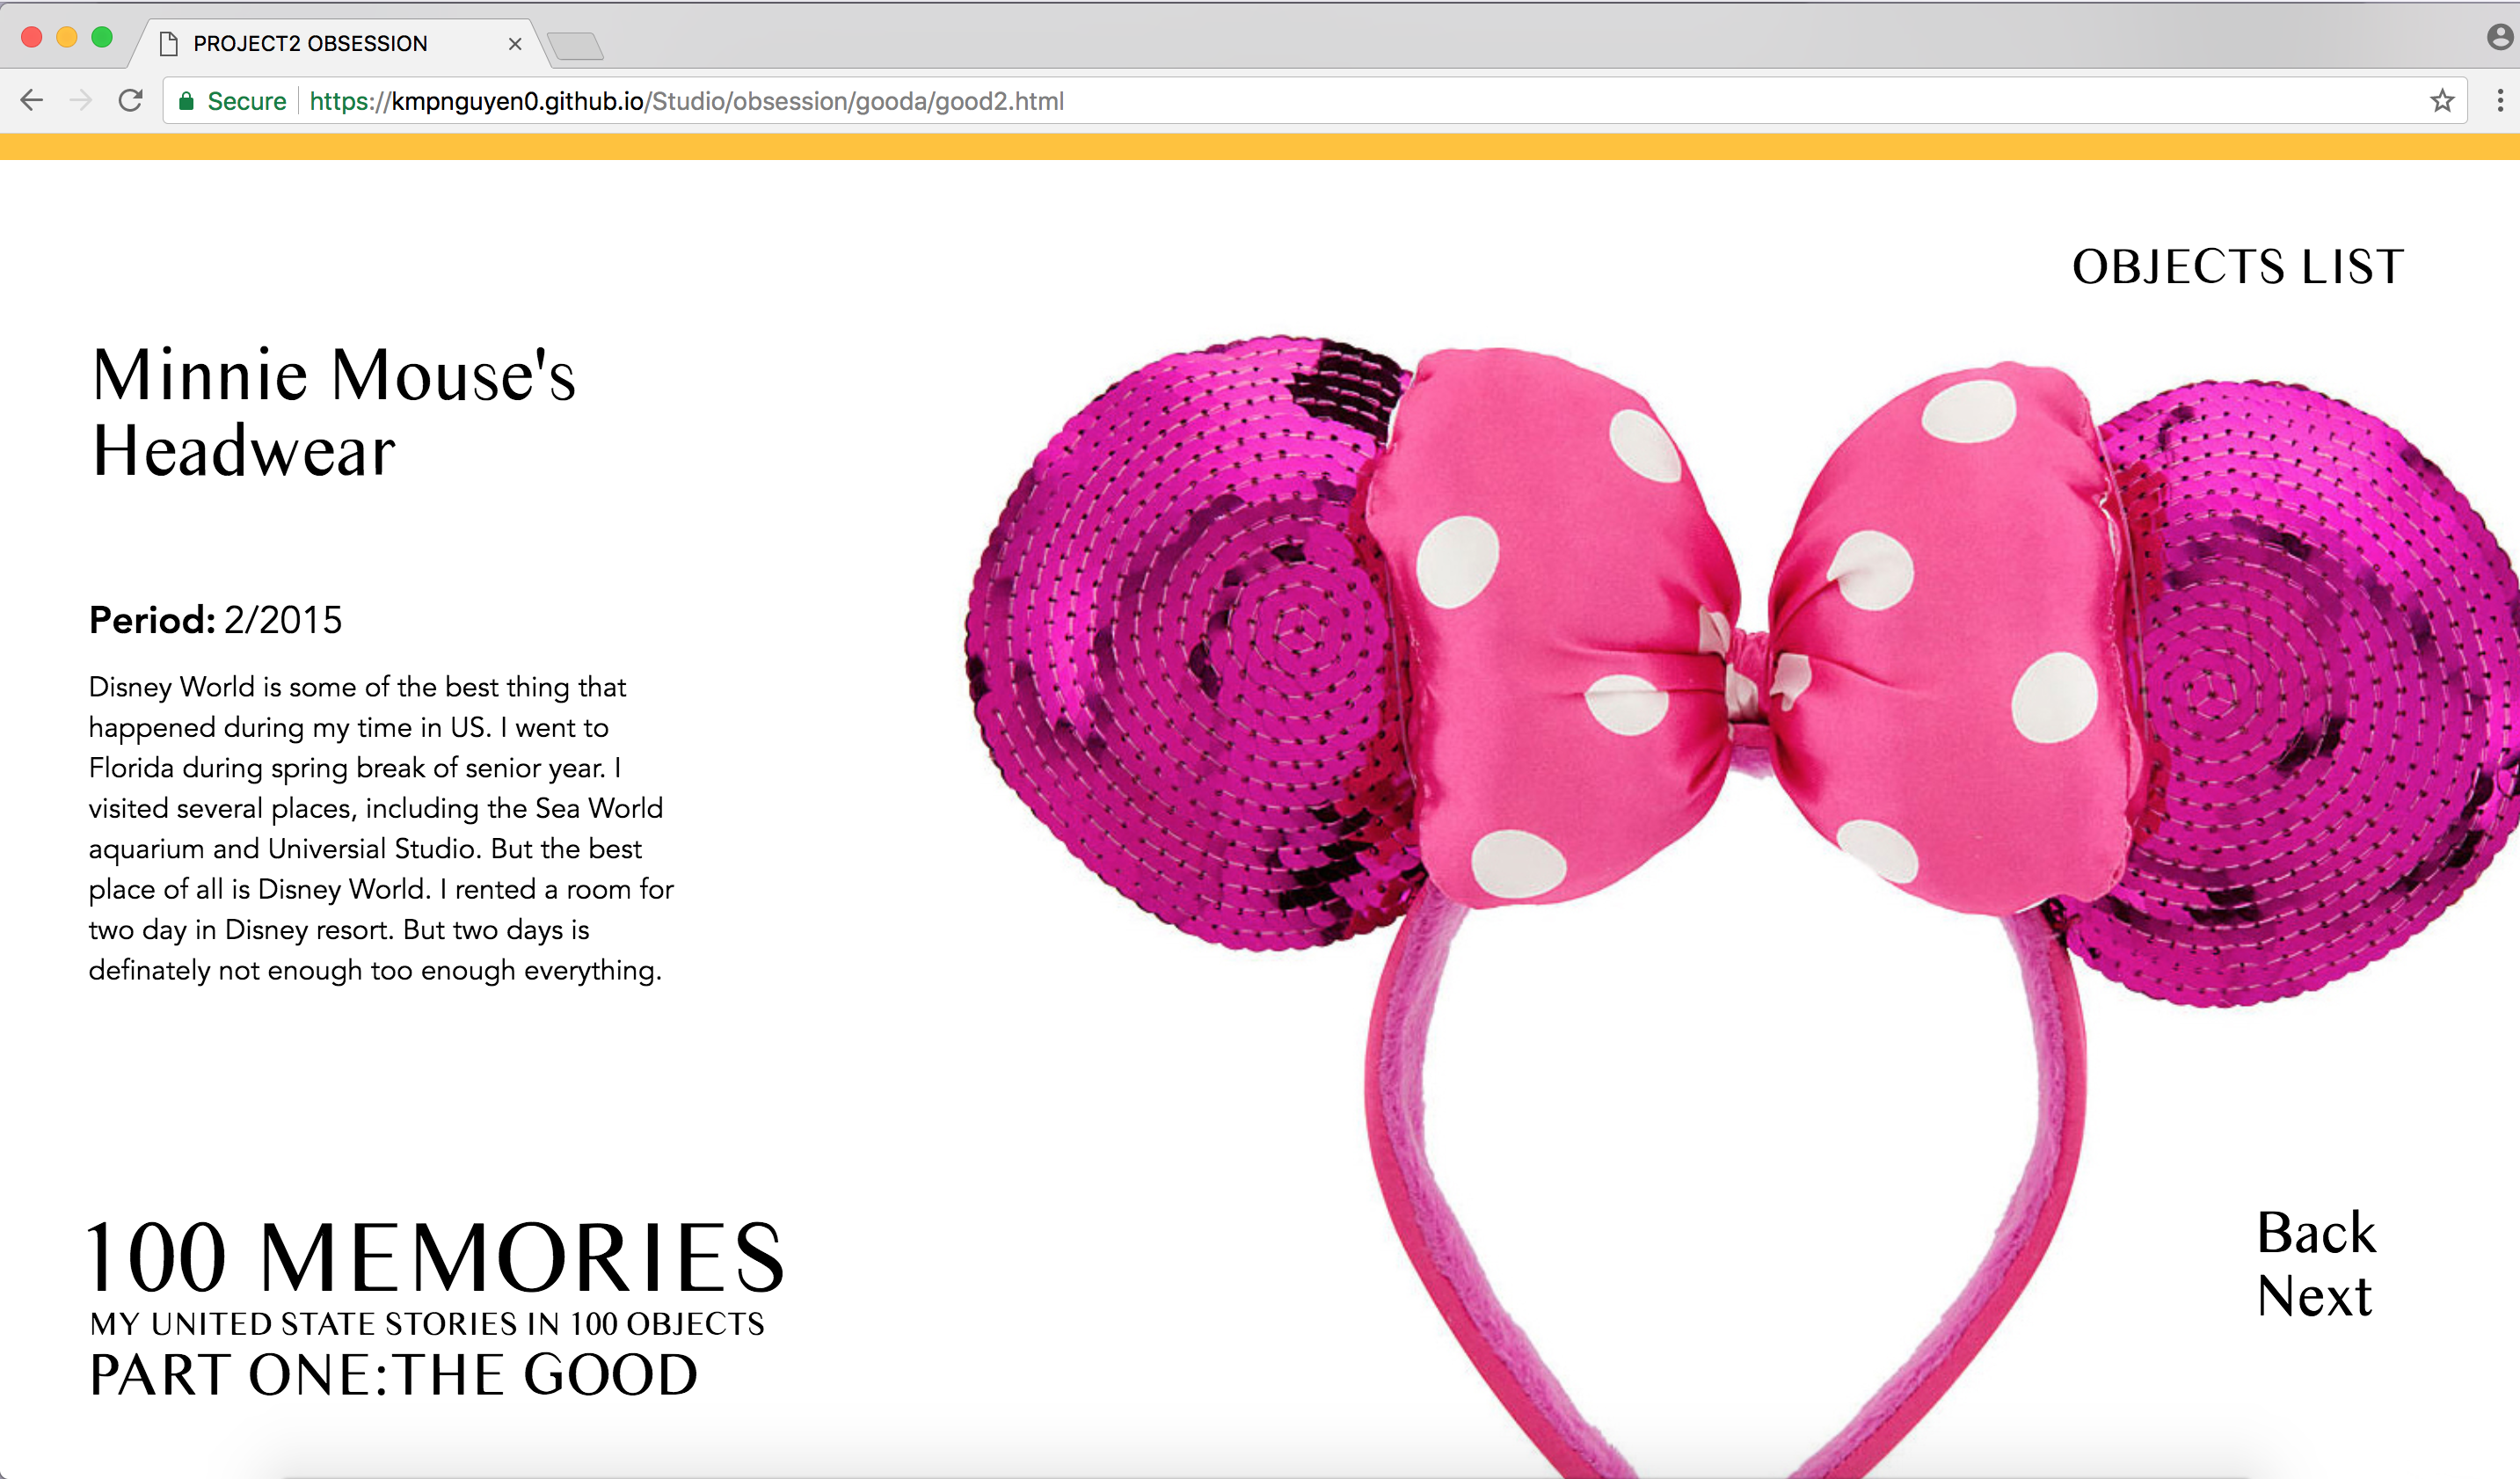 PROJECT2 OBSESSION
Secure https://kmpnguyen0.github.io/Studio/obsession/gooda/good2.html
OBJECTS LIST
Minnie Mouse's
Headwear
Period: 2/2015
Disney World is some of the best thing that
happened during my time in US. I went to
Florida during spring break of senior year. I
visited several places, including the Sea World
aquarium and Universial Studio. But the best
place of all is Disney World. I rented a room for
two day in Disney resort. But two days is
definately not enough too enough everything.
100 MEMORIES
MY UNITED STATE STORIES IN 100 OBJECTS
PART ONE:THE GOOD
Back
Next